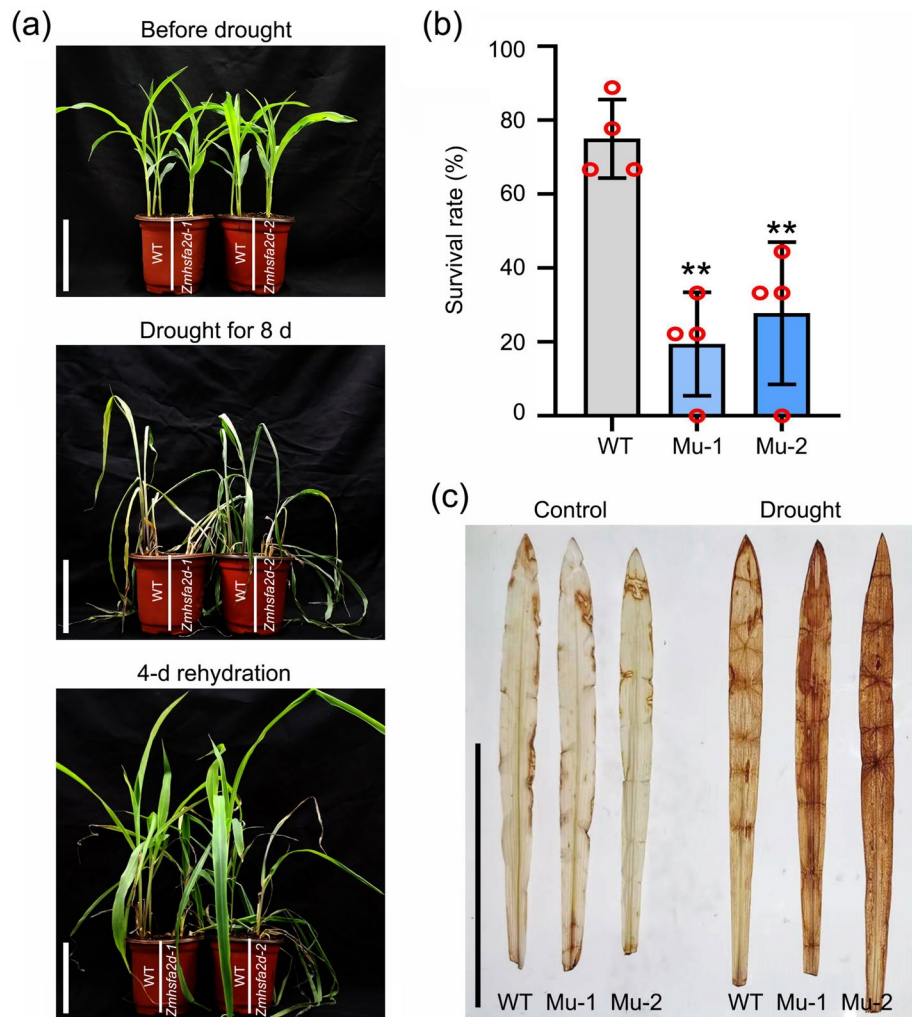 (a)
Before drought
WT
Zmhsfa2d-1
WT
Zmhsfa2d-2
Drought for 8 d
WT
Zmhsfa2d-1
WT
Zmhsfa2d-2
4-d rehydration
WT
Zmhsfa2d-1
WT
Zmhsfa2d-2
(b)
Survival rate (%)
100
80
60
40
20
0
**
**
WT Mu-1 Mu-2
(c)
Control Drought
WT Mu-1 Mu-2 WT Mu-1 Mu-2